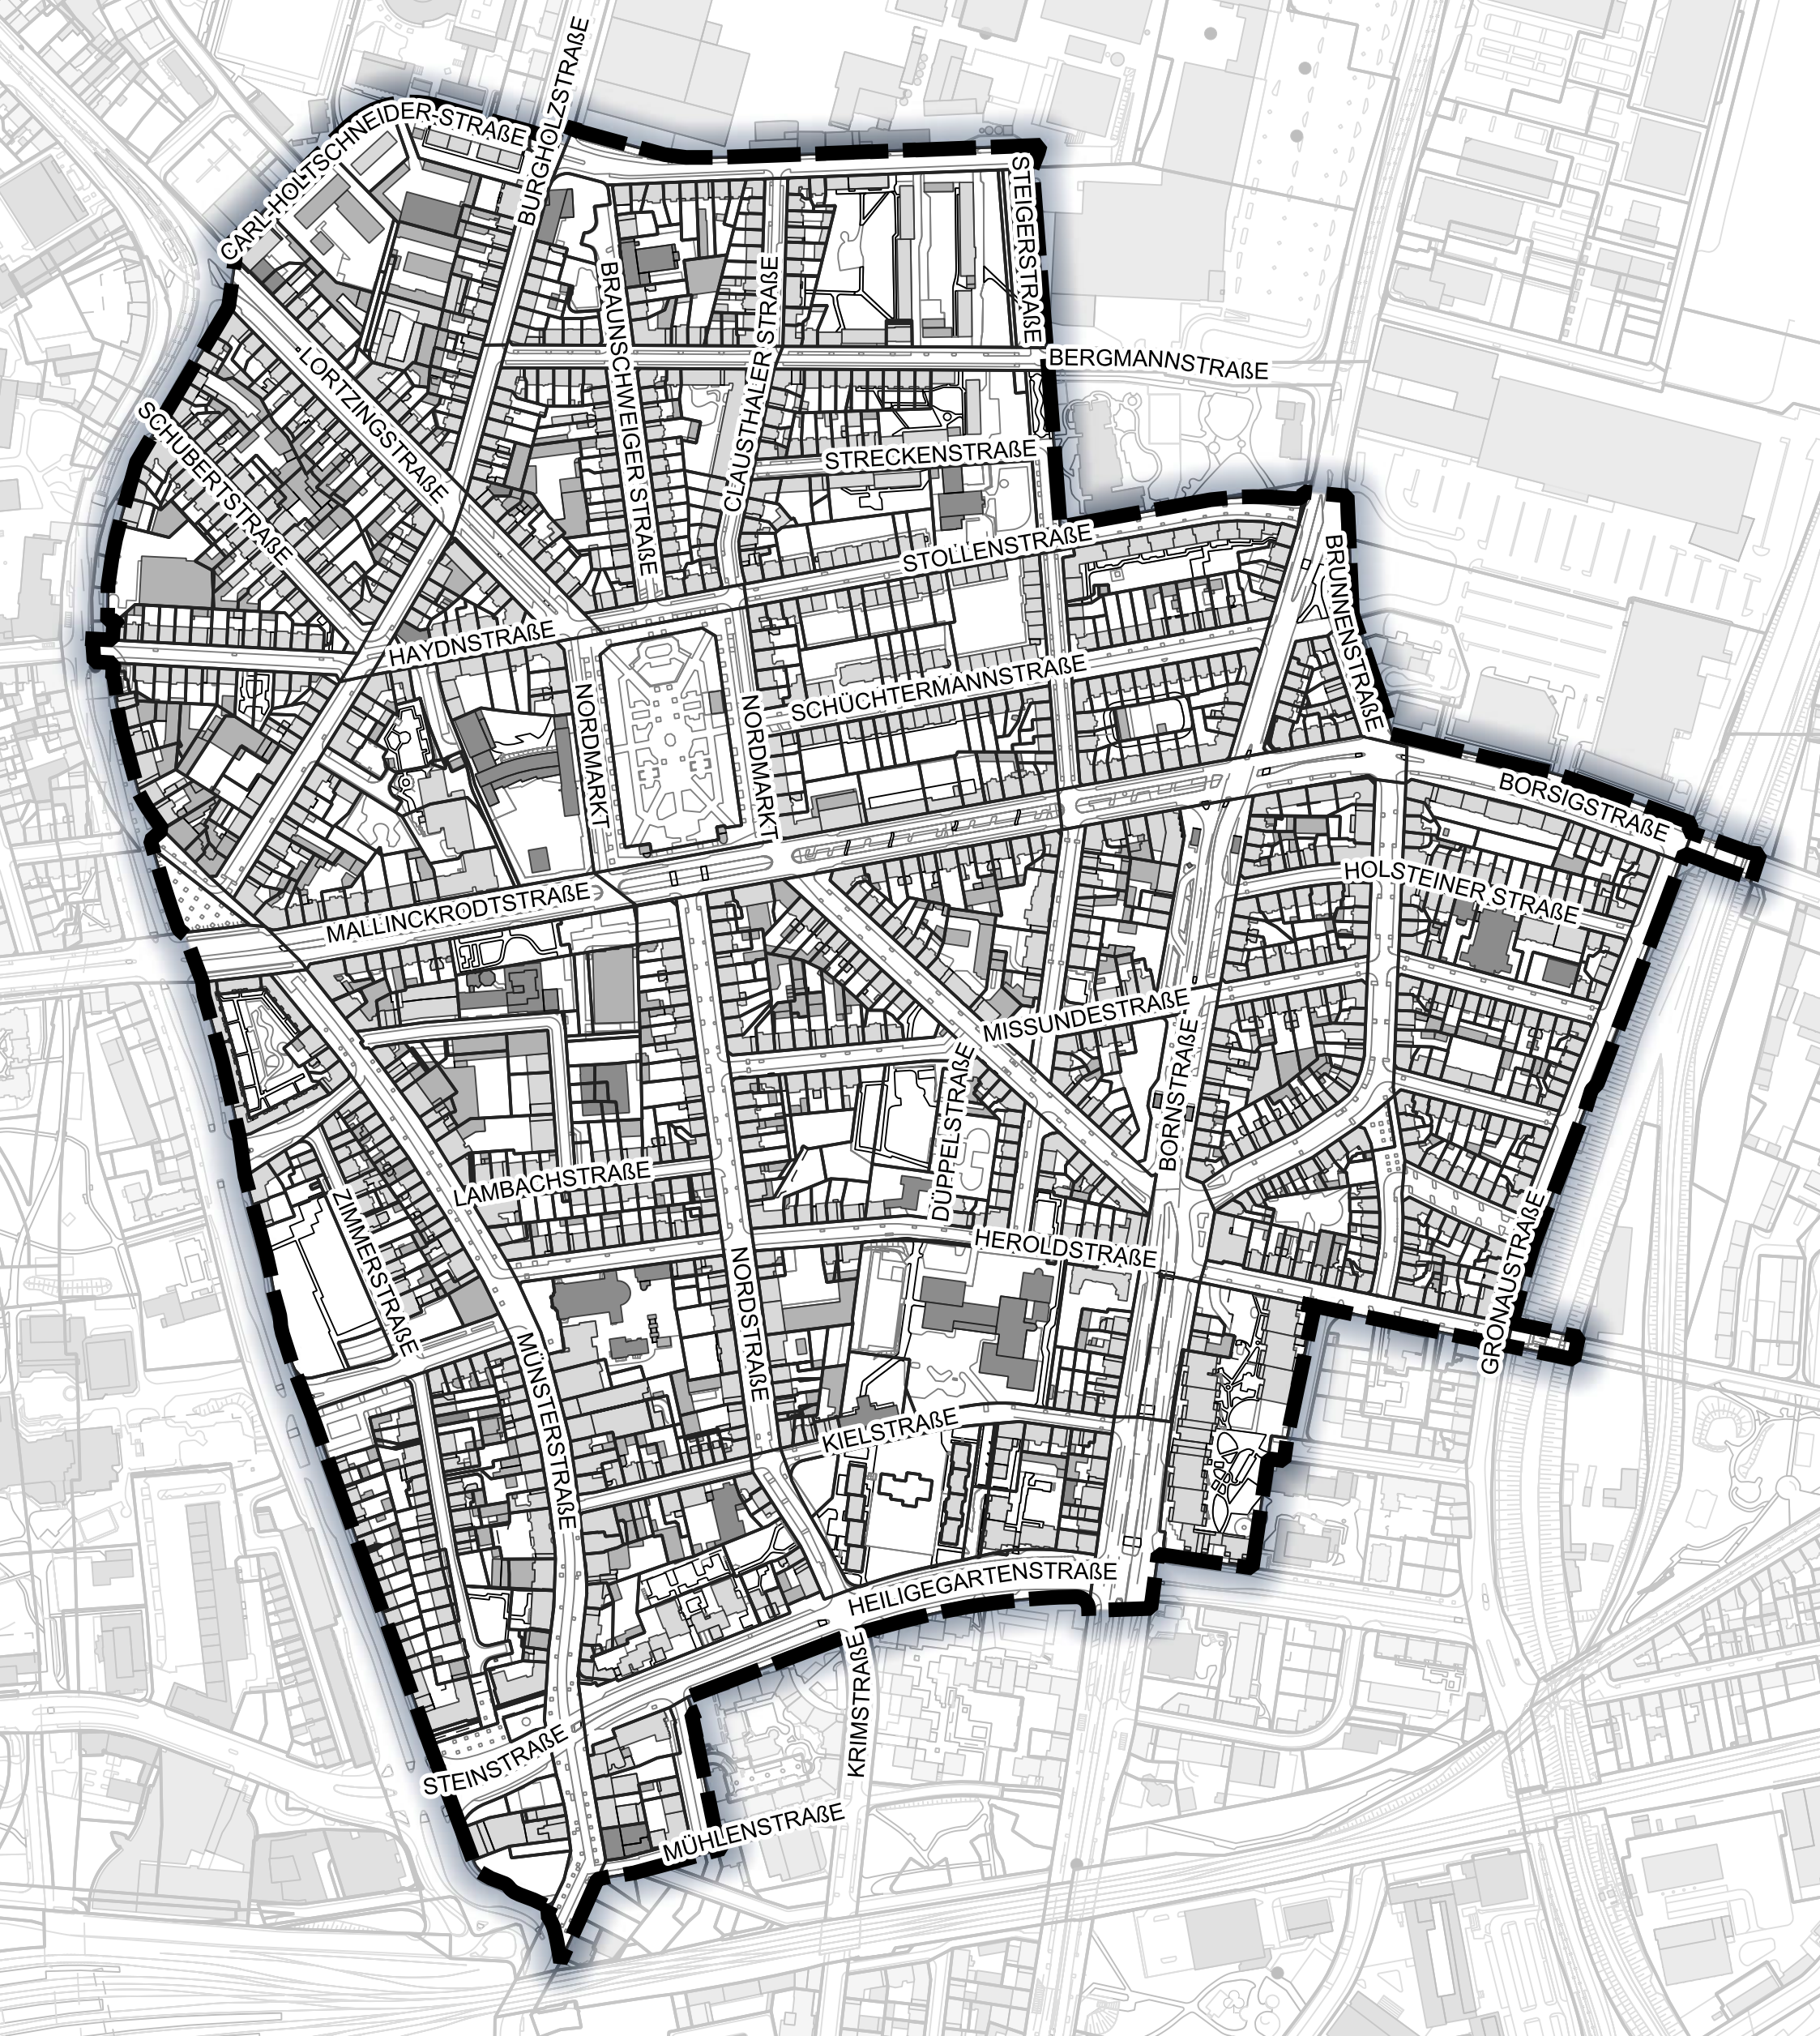 BURGHOLZSTRAßE
CARL-HOLTSCHNEIDER-STRAßE
STEIGERSTRAßE
BRAUNSCHWEIGER STRAßE
CLAUSTHALER STRAßE
LORTZINGSTRAßE
BERGMANNSTRAßE
SCHUBERTSTRAßE
STRECKENSTRAßE
STOLLENSTRAßE
BRUNNENSTRAßE
HAYDNSTRAßE
SCHÜCHTERMANNSTRAßE
NORDMARKT
NORDMARKT
BORSIGSTRAßE
HOLSTEINER STRAßE
MALLINCKRODTSTRAßE
MISSUNDESTRAßE
BORNSTRAßE
DÜPPELSTRAßE
LAMBACHSTRAßE
ZIMMERSTRAßE
HEROLDSTRAßE
GRONAUSTRAßE
NORDSTRAßE
MÜNSTERSTRAßE
KIELSTRAßE
HEILIGEGARTENSTRAßE
KRIMSTRAßE
STEINSTRAßE
MÜHLENSTRAßE